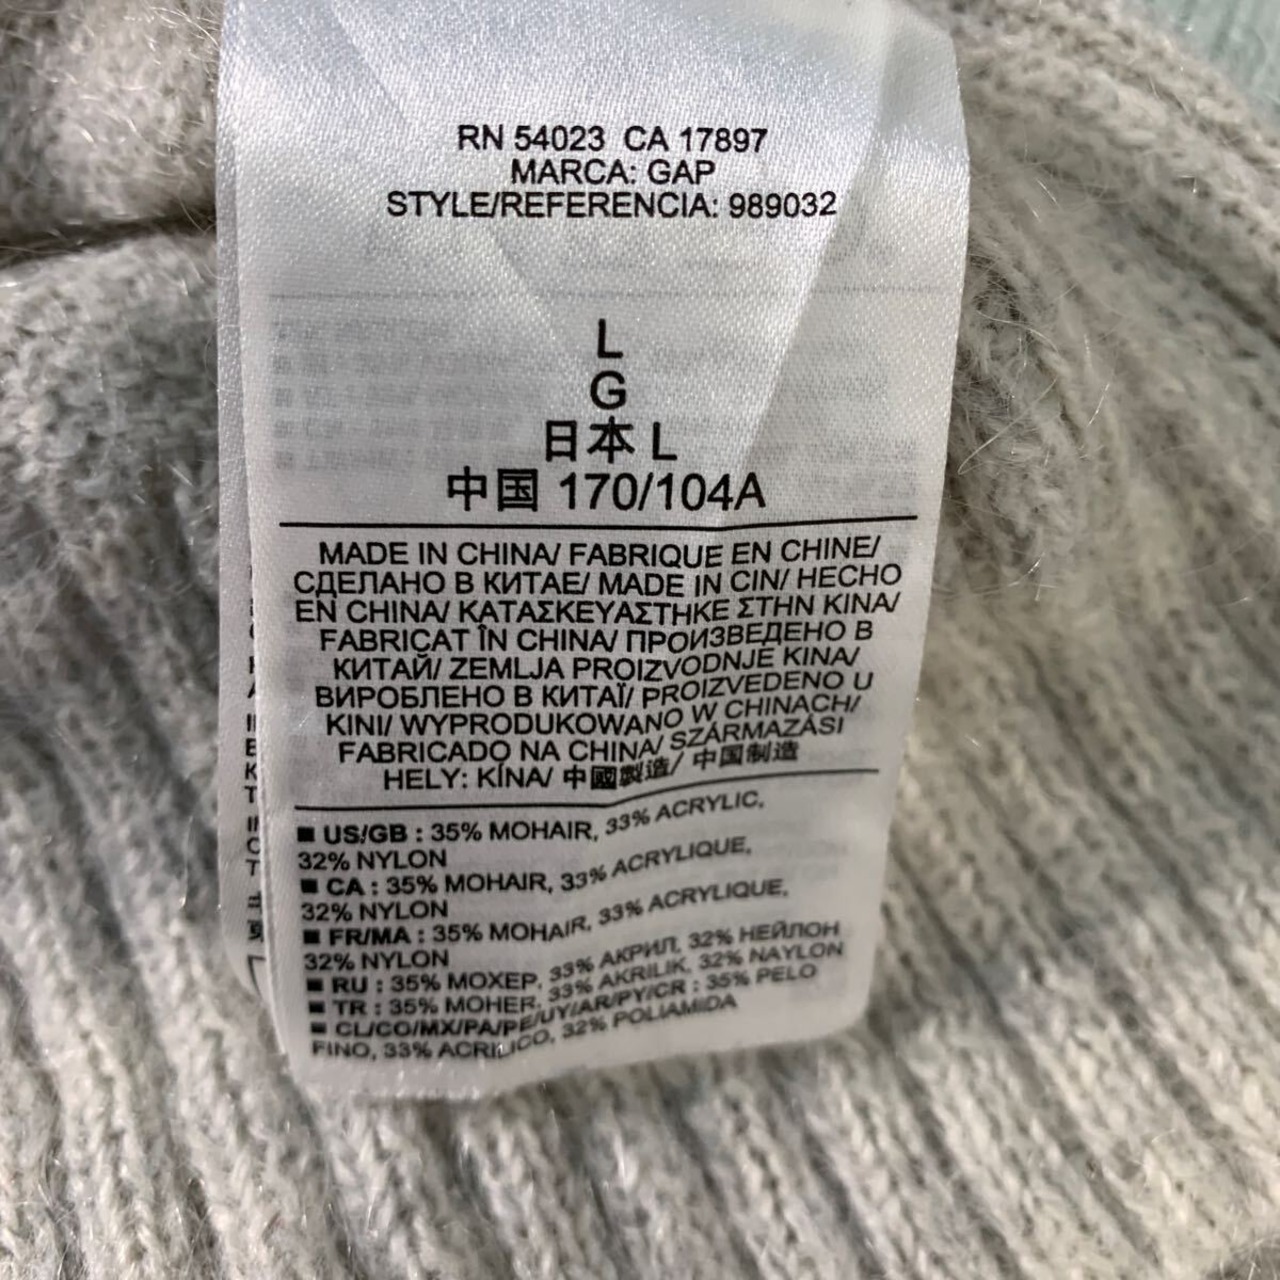 RN 54023 CA 17897
MARCA: GAP
STYLE/REFERENCIA: 989032
L
G
日本 L
中国 170/104A
MADE IN CHINA/ FABRIQUE EN CHINE/
СДЕЛАНО В КИТАЕ/ MADE IN CIN/ HECHO
EN CHINA/ ΚΑΤΑΣΚΕΥΑΣΤΗΚΕ ΣΤΗΝ ΚΙΝΑ/
FABRICAT ÎN CHINA/ ПРОИЗВЕДЕНО В
КИТАЙ/ ZEMLJA PROIZVODNJE KINA/
ВИРОБЛЕНО В КИТАЇ/ PROIZVEDENO U
KINI/ WYPRODUKOWANO W CHINACH/
FABRICADO NA CHINA/ SZÁRMAZÁSI
HELY: KÍNA/ 中國製造/ 中国制造
■ US/GB : 35% MOHAIR, 33% ACRYLIC,
32% NYLON
■ CA : 35% MOHAIR, 33% ACRYLIQUE,
32% NYLON
■ FR/MA : 35% MOHAIR, 33% ACRYLIQUE,
32% NYLON
■ RU : 35% МОХЕР, 33% АКРИЛ, 32% НЕЙЛОН
■ TR : 35% MOHER, 33% AKRILIK, 32% NAYLON
■ CL/CO/MX/PA/PE/UY/AR/PY/CR : 35% PELO
FINO, 33% ACRILICO, 32% POLIAMIDA